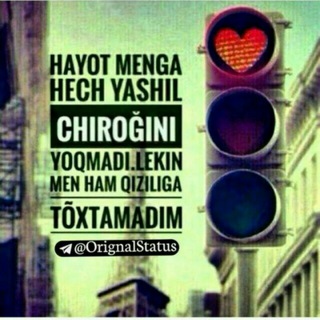 HAYOT MENGA
HECH YASHIL
CHIROĞINI
YOQMADI.LEKIN
MEN HAM QIZILIGA
TÕXTAMADIM
@OrignalStatus